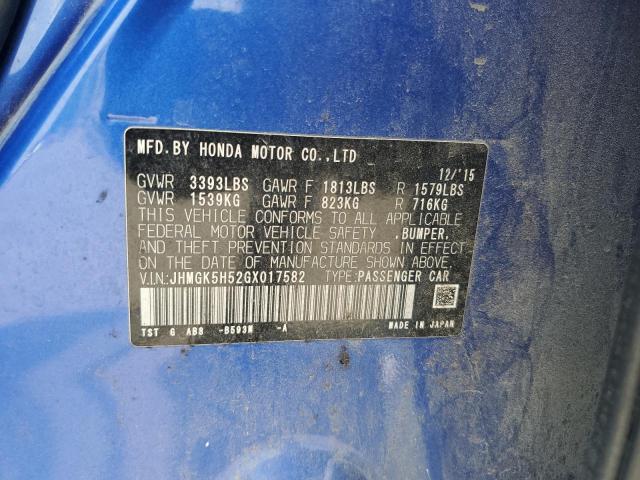 MFD.BY HONDA MOTOR CO.,LTD
12/'15
GVWR 3393LBS GAWR F 1813LBS R 1579LBS
GVWR 1539KG GAWR F 823KG R 716KG
THIS VEHICLE CONFORMS TO ALL APPLICABLE
FEDERAL MOTOR VEHICLE SAFETY ,BUMPER,
AND THEFT PREVENTION STANDARDS IN EFFECT
ON THE DATE OF MANUFACTURE SHOWN ABOVE.
V.I.N.:JHMGK5H52GX017582 TYPE:PASSENGER CAR
TST G AB8 -B593M -A
MADE IN JAPAN